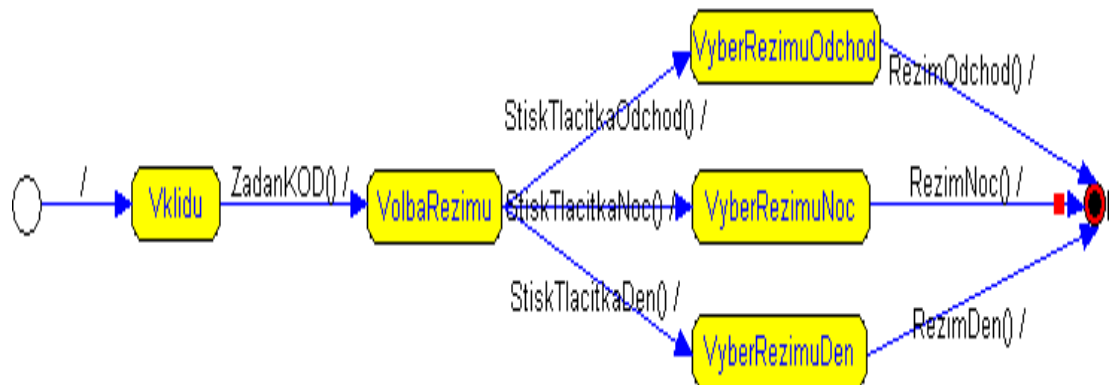 VyberRezimuOdchod
RezimOdchod() /
StiskTlacitkaOdchod() /
/
Vklidu
ZadanKOD() /
VolbaRezimu
StiskTlacitkaNoc() /
VyberRezimuNoc
RezimNoc() /
StiskTlacitkaDen() /
VyberRezimuDen
RezimDen() /